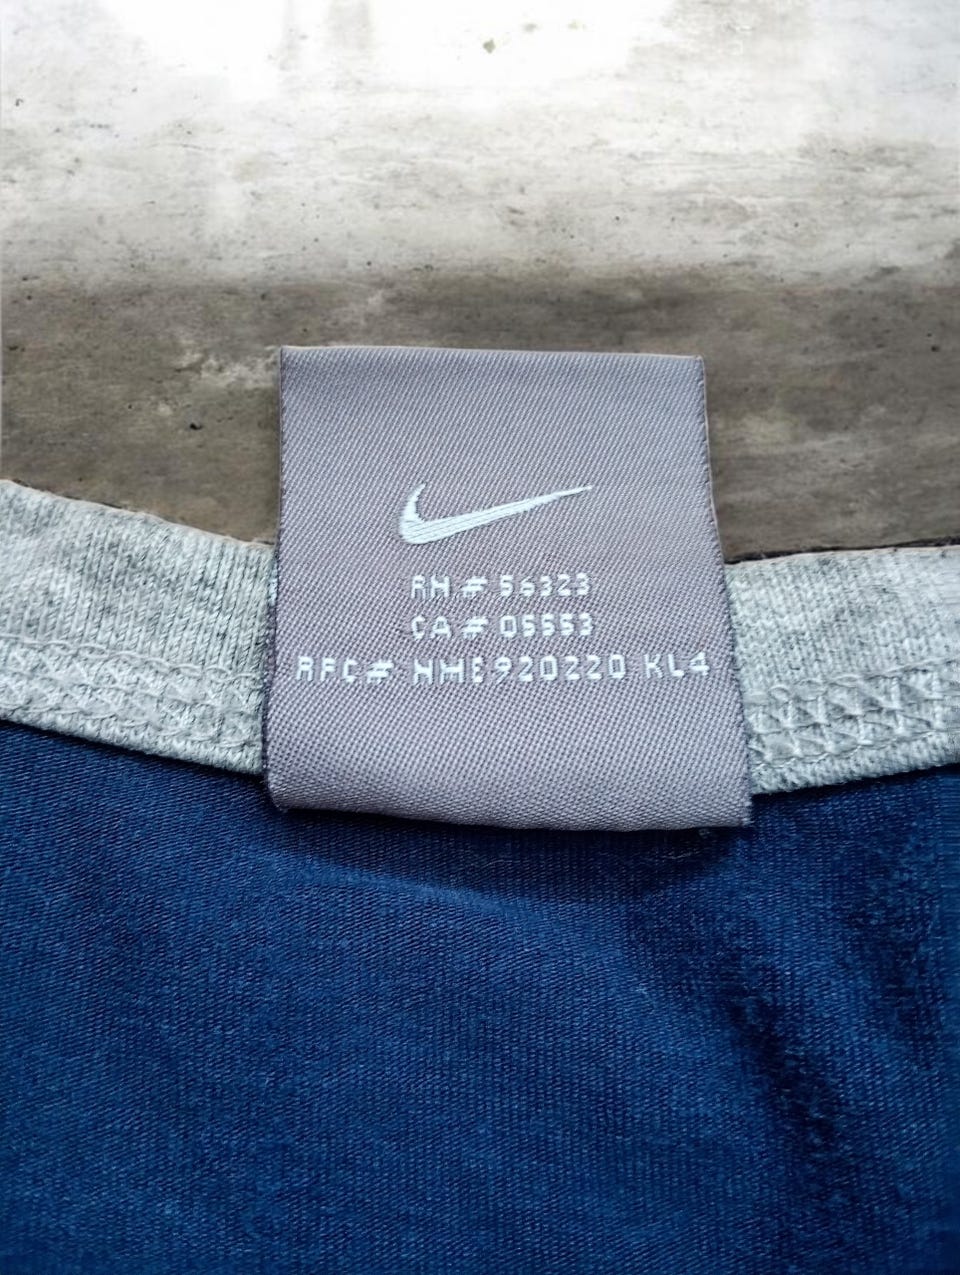 RN # 56323
CA # 05553
RFC# NME920220 KL4